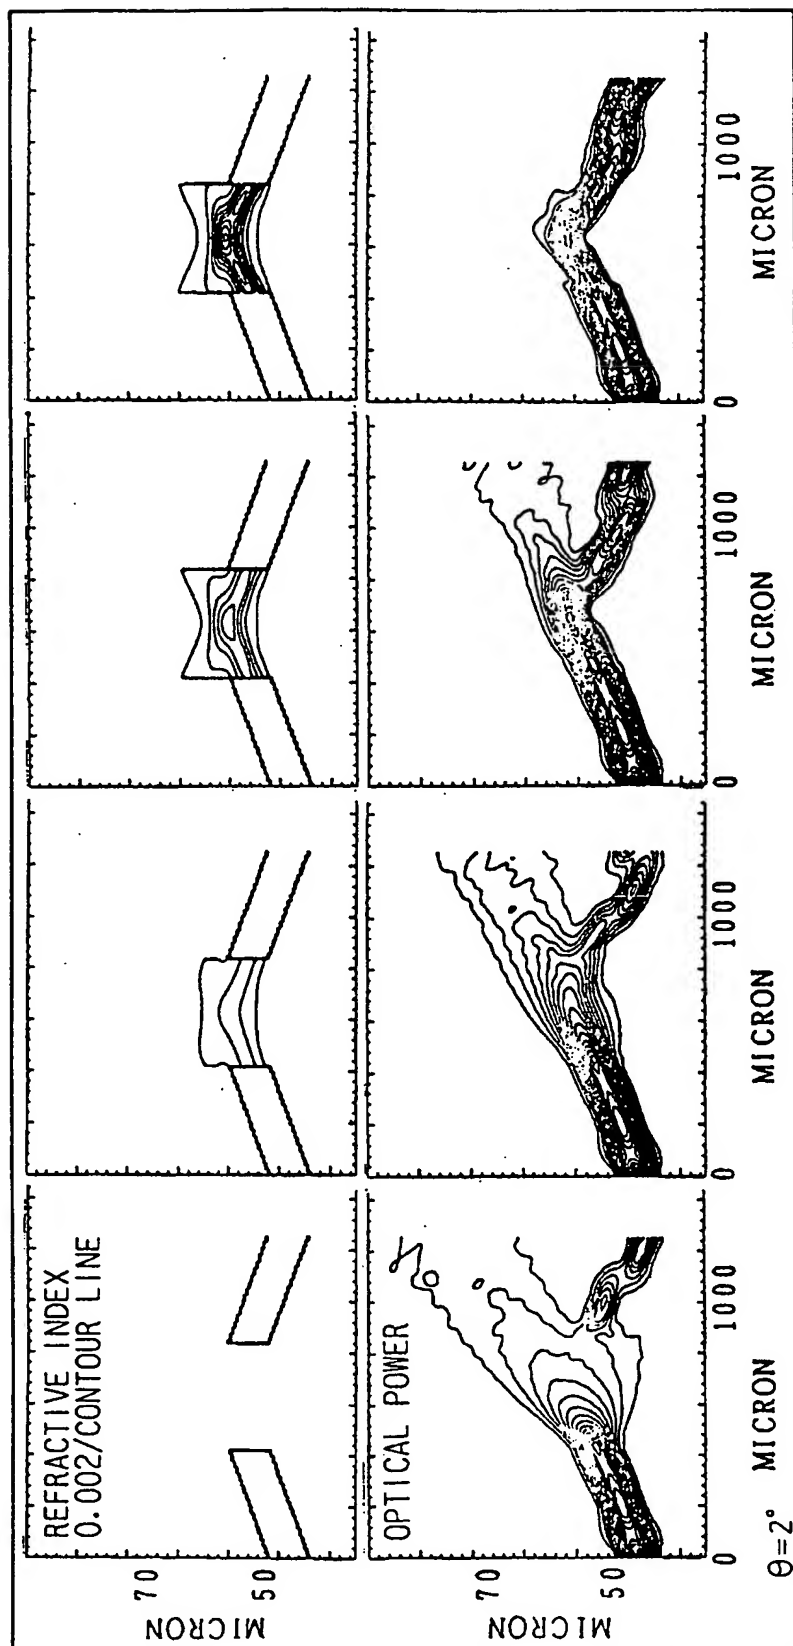 REFRACTIVE INDEX
0.002/CONTOUR LINE
MICRON
70
50
OPTICAL POWER
MICRON
70
50
0
1000
0
1000
0
1000
0
1000
MICRON
MICRON
MICRON
MICRON
θ=2°